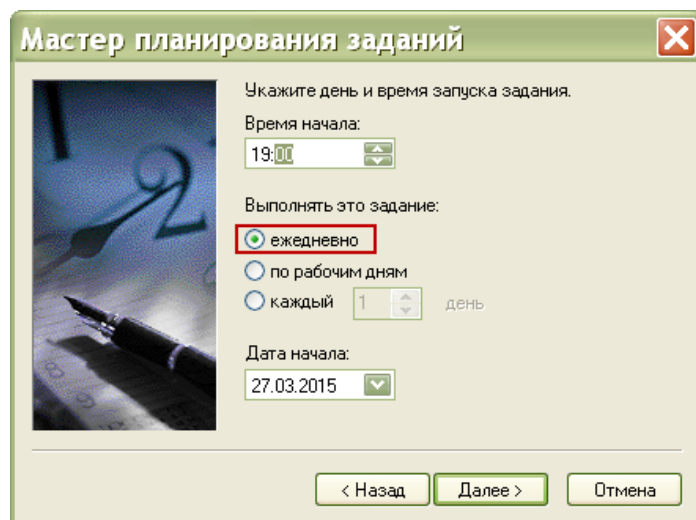 Мастер планирования заданий
Укажите день и время запуска задания.
Время начала:
19:00
Выполнять это задание:
ежедневно
по рабочим дням
каждый 1 день
Дата начала:
27.03.2015
< Назад Далее > Отмена